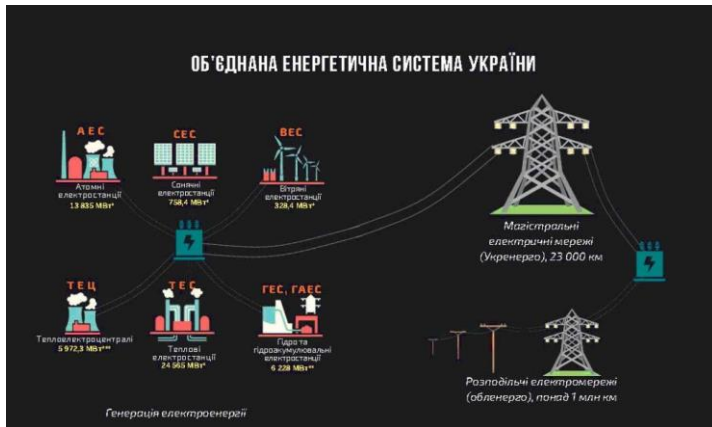 ОБ'ЄДНАНА ЕНЕРГЕТИЧНА СИСТЕМА УКРАЇНИ
АЕС
Атомні
електростанції
13 835 МВт*
СЕС
Сонячні
електростанції
758,4 МВт*
ВЕС
Вітряні
електростанції
328,4 МВт*
ТЕЦ
Теплоелектроцентралі
5 972,3 МВт***
ТЕС
Теплові
електростанції
24 565 МВт*
ГЕС, ГАЕС
Гідро та
гідроакумулювальні
електростанції
6 228 МВт**
Генерація електроенергії
Магістральні
електричні мережі
(Укренерго), 23 000 км
Розподільчі електромережі
(обленерго), понад 1 млн км